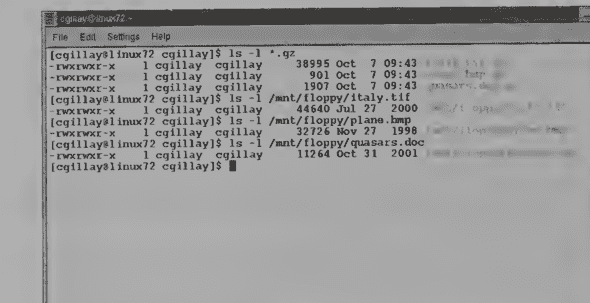 cgillay@linux72 ~
File Edit Settings Help
[cgillay@linux72 cgillay]$ ls -l *.gz
-rwxrwxr-x 1 cgillay cgillay 38995 Oct 7 09:43
-rwxrwxr-x 1 cgillay cgillay 901 Oct 7 09:43
-rwxrwxr-x 1 cgillay cgillay 1907 Oct 7 09:43
[cgillay@linux72 cgillay]$ ls -l /mnt/floppy/italy.tif
-rwxrwxr-x 1 cgillay cgillay 44640 Jul 27 2000
[cgillay@linux72 cgillay]$ ls -l /mnt/floppy/plane.bmp
-rwxrwxr-x 1 cgillay cgillay 32726 Nov 27 1998
[cgillay@linux72 cgillay]$ ls -l /mnt/floppy/quasars.doc
-rwxrwxr-x 1 cgillay cgillay 11264 Oct 31 2001
[cgillay@linux72 cgillay]$